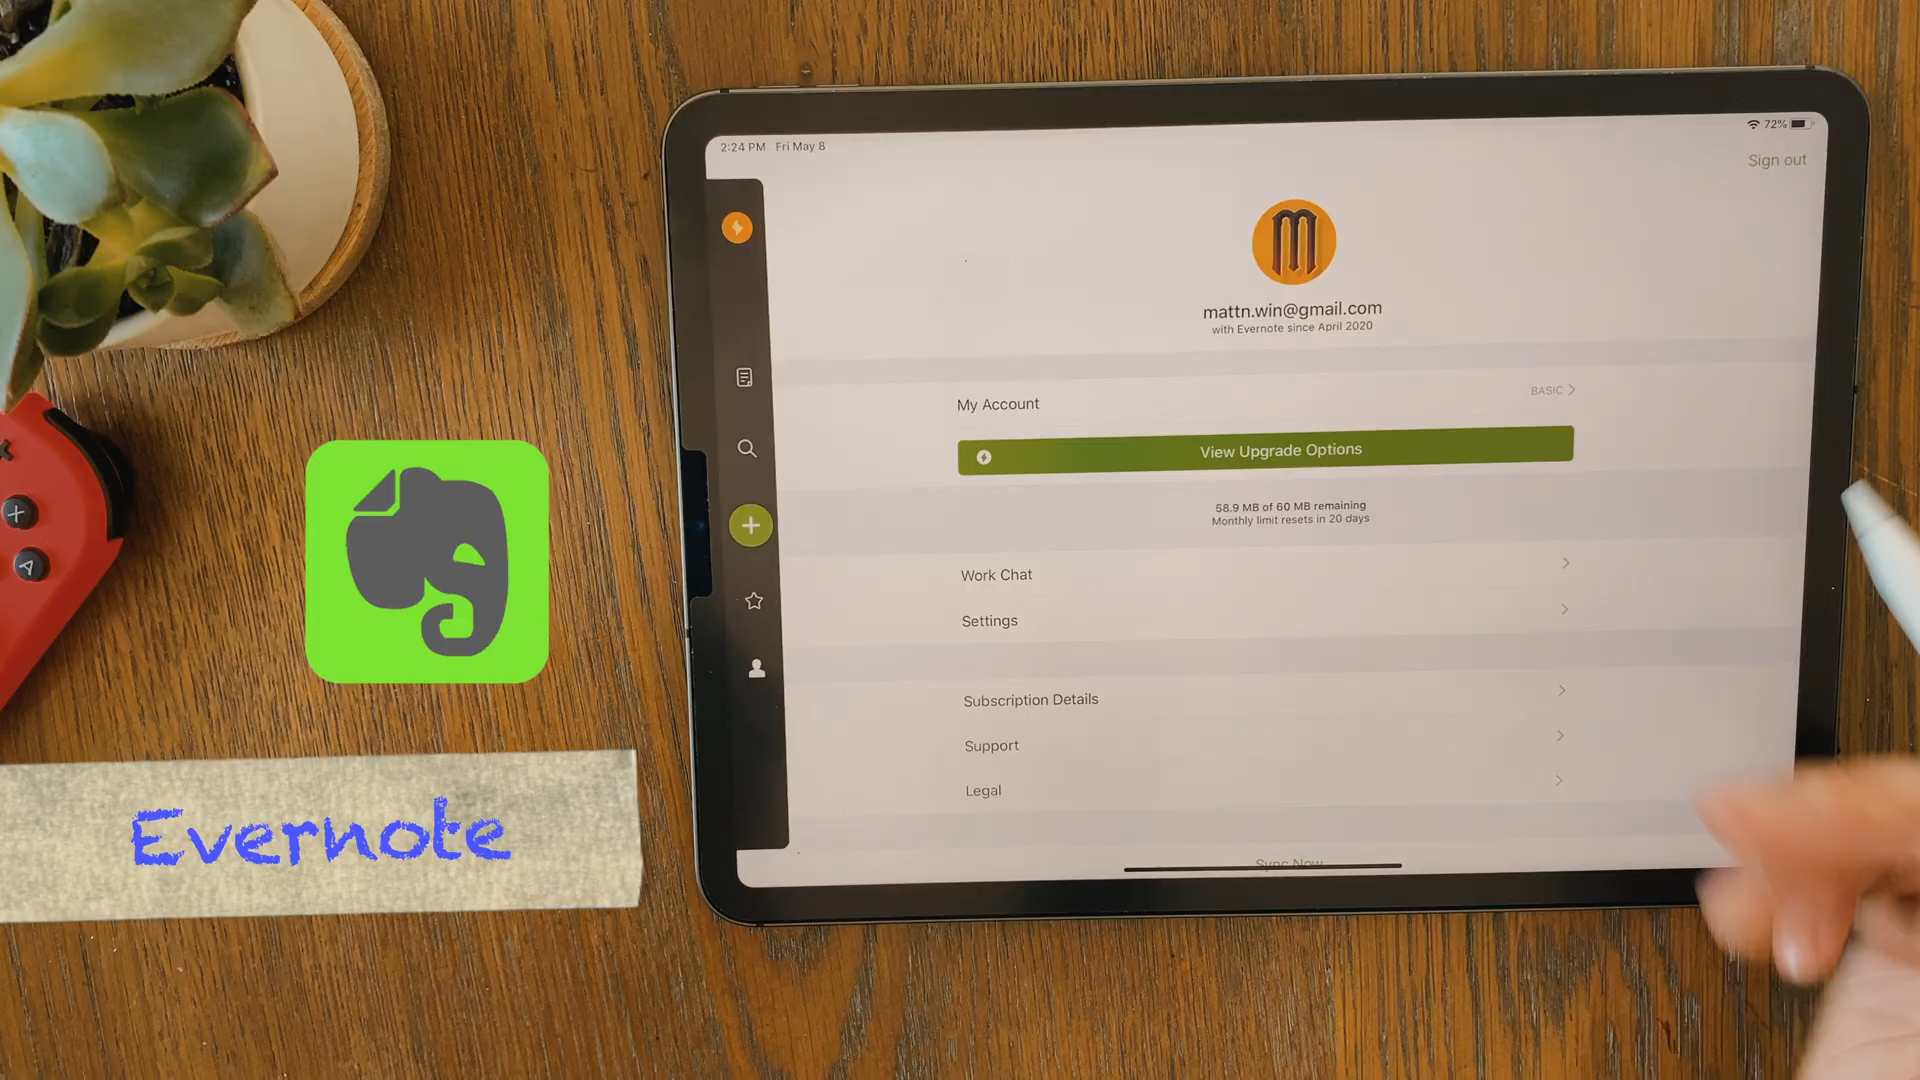 2:24 PM Fri May 8
72%
Sign out
mattn.win@gmail.com
with Evernote since April 2020
My Account
BASIC
View Upgrade Options
58.9 MB of 60 MB remaining
Monthly limit resets in 20 days
Work Chat
Settings
Subscription Details
Support
Legal
Sync Now
Evernote